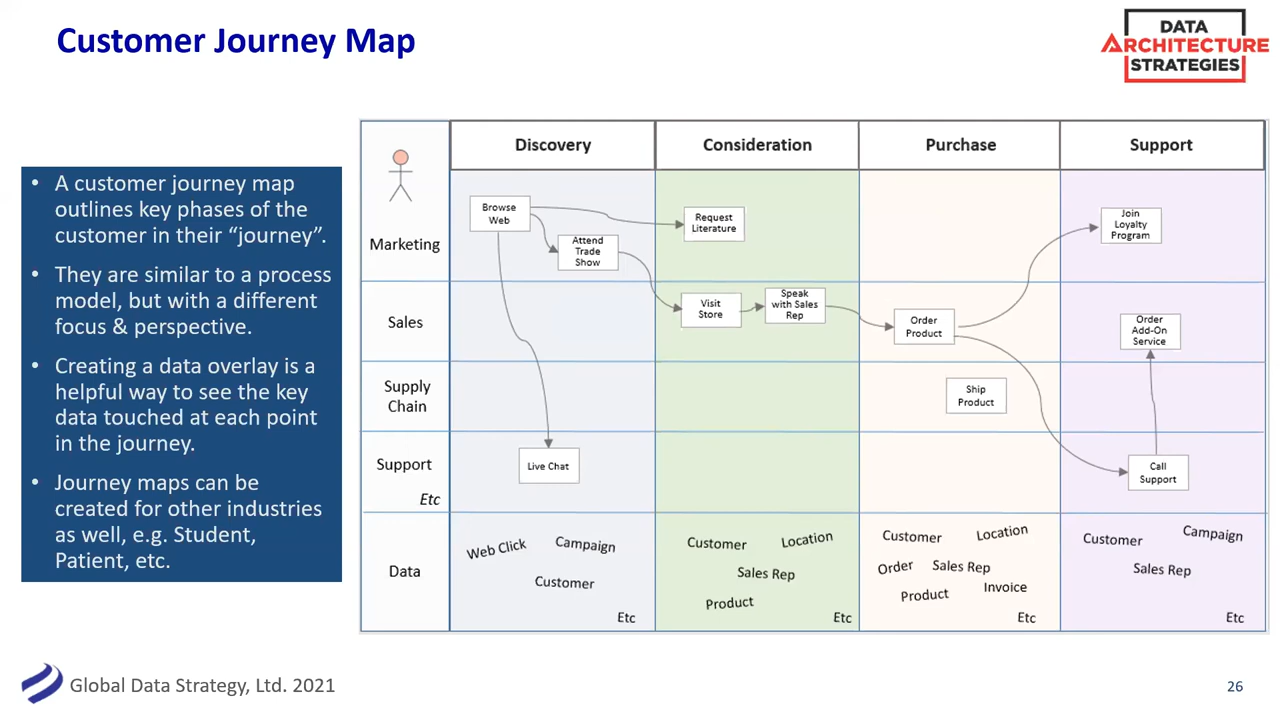 Customer Journey Map
DATA
ARCHITECTURE
STRATEGIES
• A customer journey map
outlines key phases of the
customer in their “journey”.
• They are similar to a process
model, but with a different
focus & perspective.
• Creating a data overlay is a
helpful way to see the key
data touched at each point
in the journey.
• Journey maps can be
created for other industries
as well, e.g. Student,
Patient, etc.
Discovery
Consideration
Purchase
Support
Marketing
Browse
Web
Attend
Trade
Show
Request
Literature
Join
Loyalty
Program
Sales
Visit
Store
Speak
with Sales
Rep
Order
Product
Order
Add-On
Service
Supply
Chain
Ship
Product
Support
Etc
Live Chat
Call
Support
Data
Web Click
Campaign
Customer
Etc
Customer
Location
Sales Rep
Product
Etc
Customer
Location
Order
Sales Rep
Product
Invoice
Etc
Customer
Campaign
Sales Rep
Etc
Global Data Strategy, Ltd. 2021
26